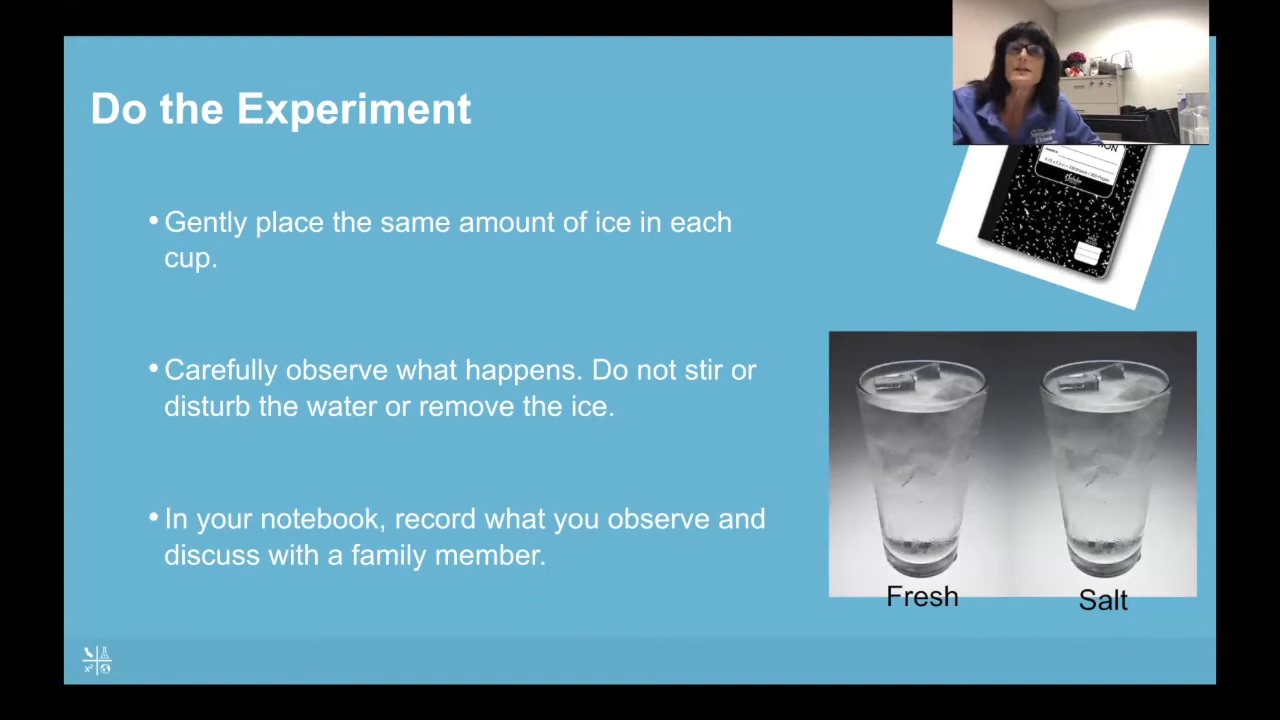 Do the Experiment
• Gently place the same amount of ice in each
cup.
• Carefully observe what happens. Do not stir or
disturb the water or remove the ice.
• In your notebook, record what you observe and
discuss with a family member.
Fresh
Salt
x²